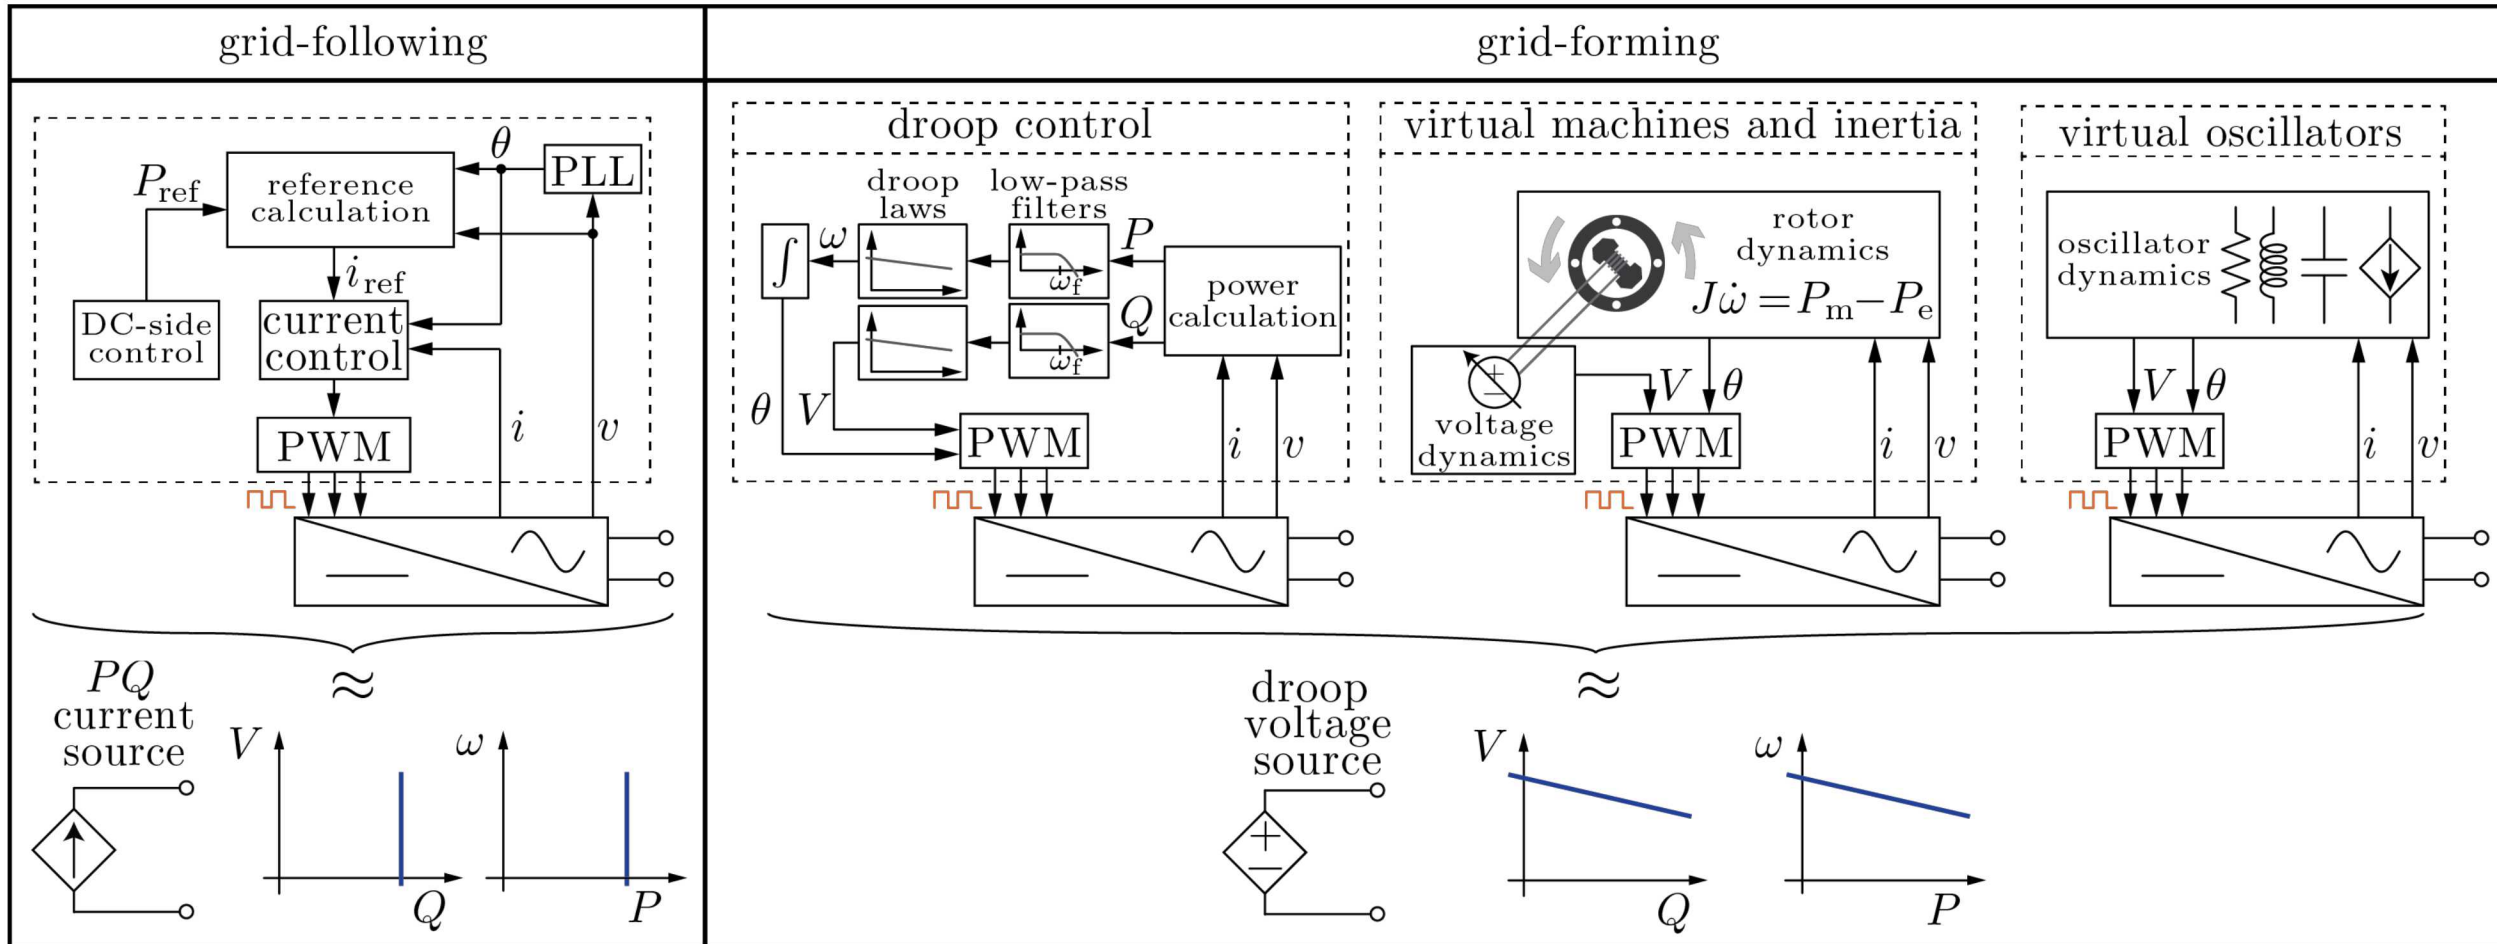 grid-following
grid-forming
θ
PLL
P_ref
reference
calculation
i_ref
DC-side
control
current
control
PWM
i
v
PQ
current
source
≈
V
Q
ω
P
droop control
droop
laws
low-pass
filters
∫
ω
ω_f
P
power
calculation
Q
ω_f
θ
V
PWM
i
v
virtual machines and inertia
rotor
dynamics
Jω̇ = P_m − P_e
+
−
voltage
dynamics
V
θ
PWM
i
v
virtual oscillators
oscillator
dynamics
V
θ
PWM
i
v
≈
droop
voltage
source
+
−
V
Q
ω
P